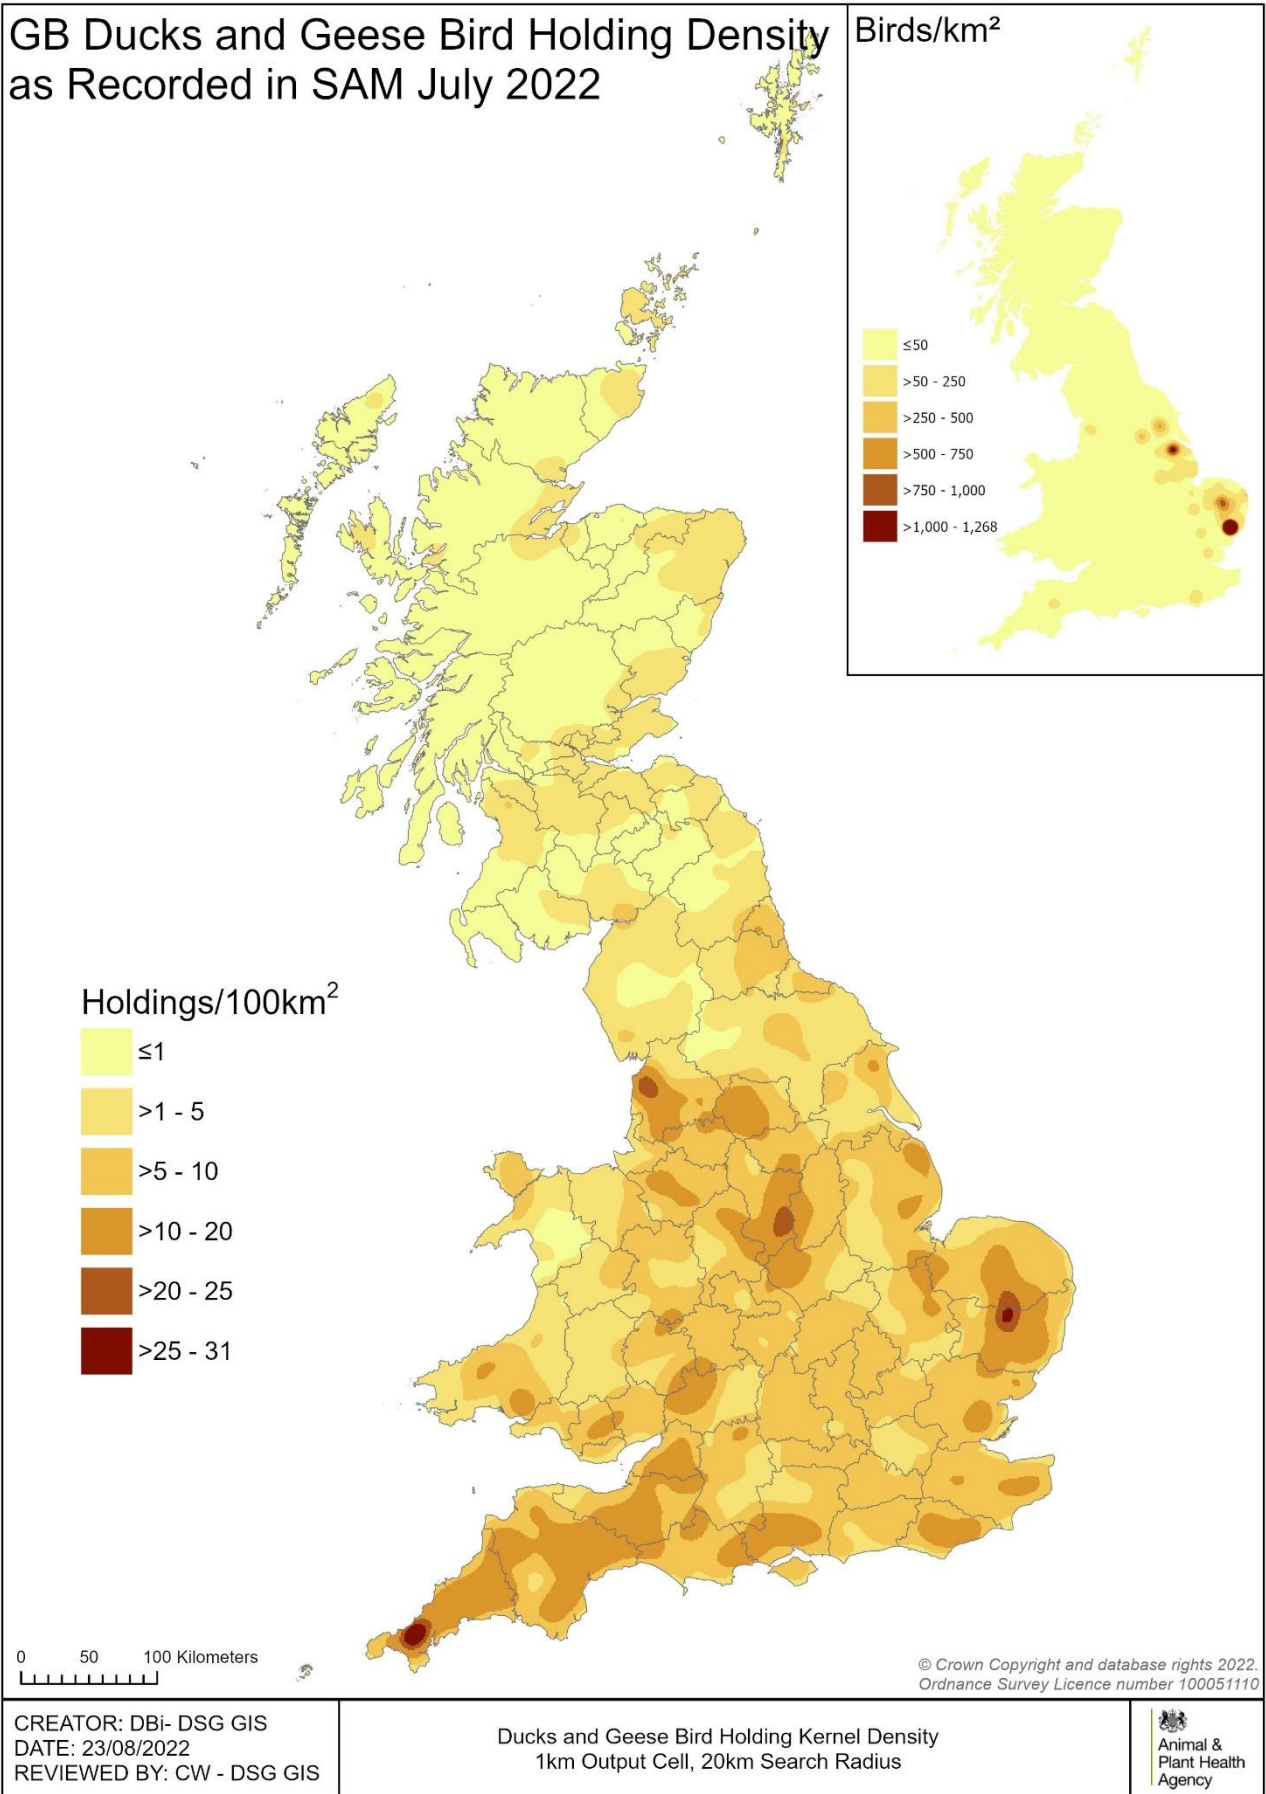 GB Ducks and Geese Bird Holding Density
as Recorded in SAM July 2022
Birds/km²
≤50
>50 - 250
>250 - 500
>500 - 750
>750 - 1,000
>1,000 - 1,268
Holdings/100km²
≤1
>1 - 5
>5 - 10
>10 - 20
>20 - 25
>25 - 31
0 50 100 Kilometers
© Crown Copyright and database rights 2022.
Ordnance Survey Licence number 100051110
CREATOR: DBi- DSG GIS
DATE: 23/08/2022
REVIEWED BY: CW - DSG GIS
Ducks and Geese Bird Holding Kernel Density
1km Output Cell, 20km Search Radius
Animal &
Plant Health
Agency